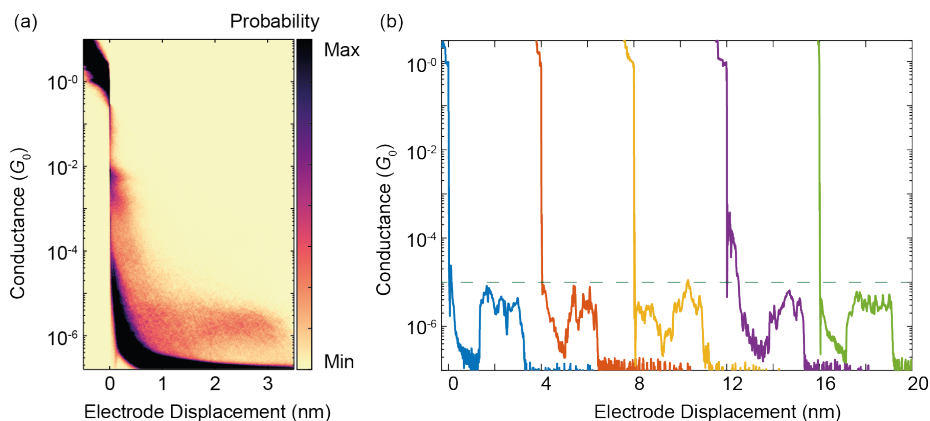 (a)
Probability
Max
Min
10-0
10-2
10-4
10-6
Conductance (G0)
0
1
2
3
Electrode Displacement (nm)
(b)
10-0
10-2
10-4
10-6
Conductance (G0)
0
4
8
12
16
20
Electrode Displacement (nm)